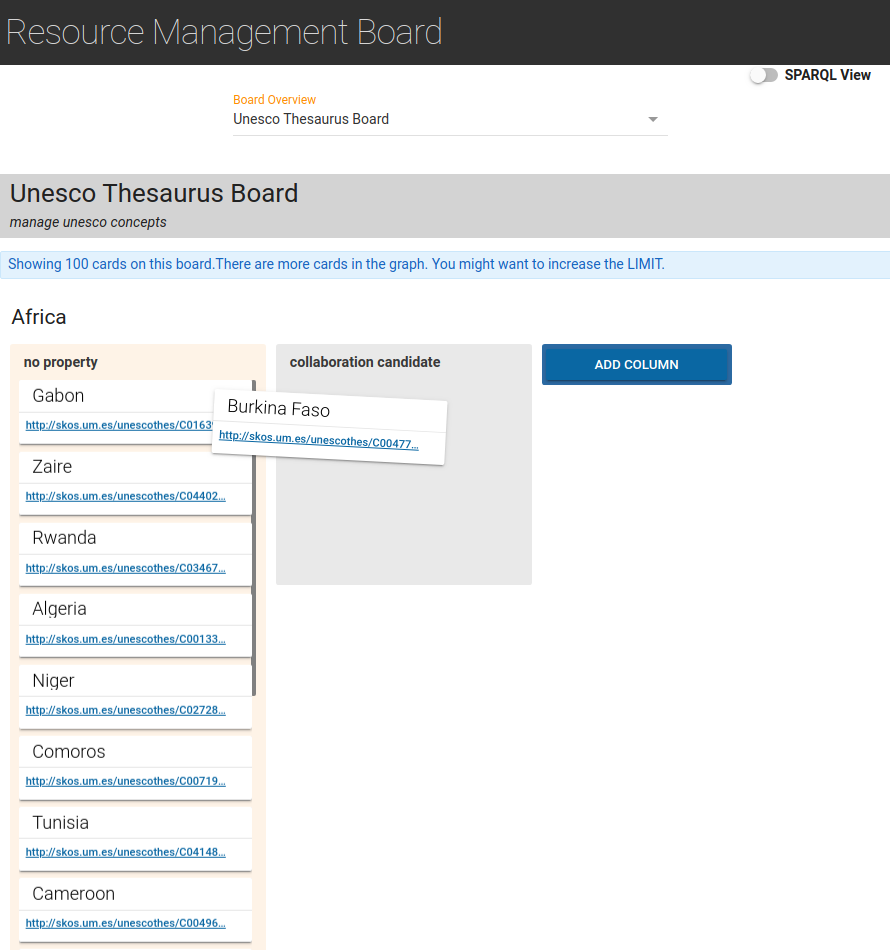 Resource Management Board
SPARQL View
Board Overview
Unesco Thesaurus Board
Unesco Thesaurus Board
manage unesco concepts
Showing 100 cards on this board.There are more cards in the graph. You might want to increase the LIMIT.
Africa
no property
collaboration candidate
ADD COLUMN
Gabon
http://skos.um.es/unescothes/C0163
Burkina Faso
http://skos.um.es/unescothes/C00477...
Zaire
http://skos.um.es/unescothes/C04402...
Rwanda
http://skos.um.es/unescothes/C03467...
Algeria
http://skos.um.es/unescothes/C00133...
Niger
http://skos.um.es/unescothes/C02728...
Comoros
http://skos.um.es/unescothes/C00719...
Tunisia
http://skos.um.es/unescothes/C04148...
Cameroon
http://skos.um.es/unescothes/C00496...